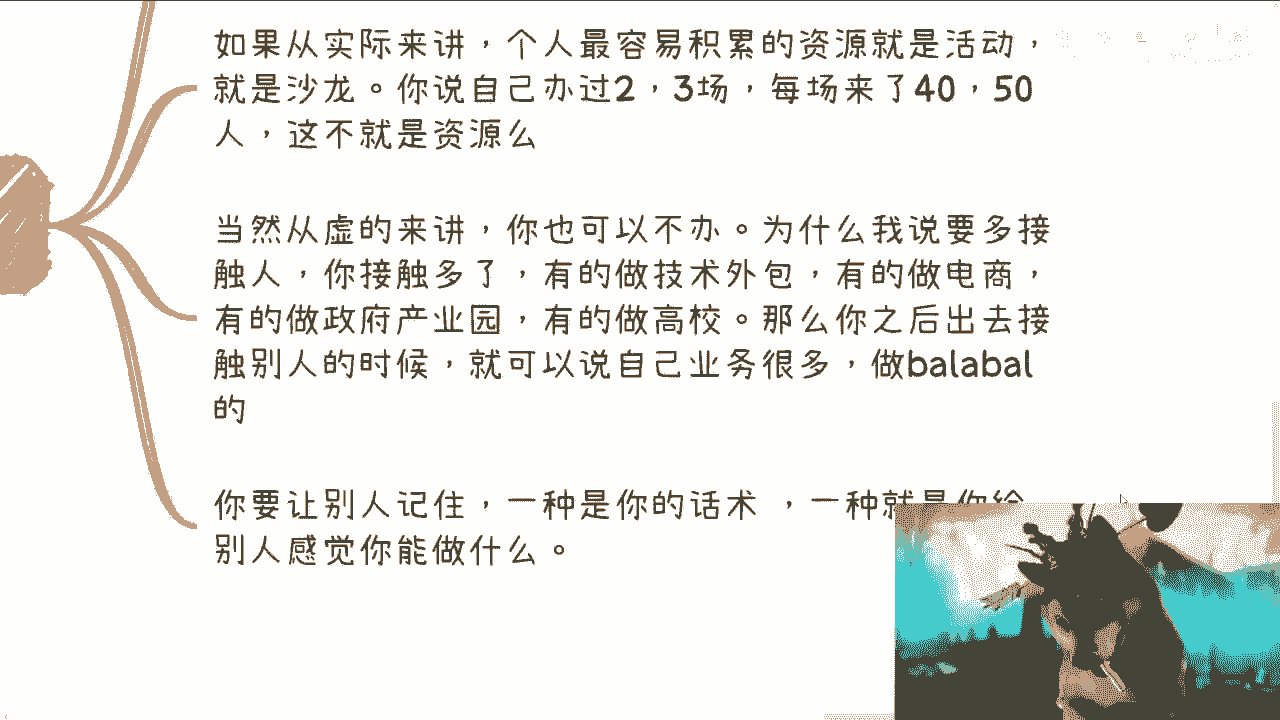 如果从实际来讲，个人最容易积累的资源就是活动，
就是沙龙。你说自己办过2，3场，每场来了40，50
人，这不就是资源么
当然从虚的来讲，你也可以不办。为什么我说要多接
触人，你接触多了，有的做技术外包，有的做电商，
有的做政府产业园，有的做高校。那么你之后出去接
触别人的时候，就可以说自己业务很多，做balabal
的
你要让别人记住，一种是你的话术 ，一种就是你给
别人感觉你能做什么。